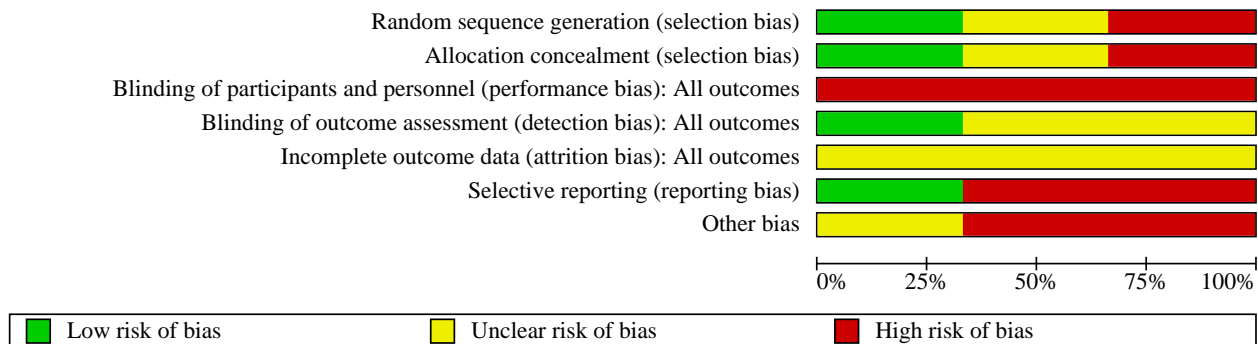 Random sequence generation (selection bias)
Allocation concealment (selection bias)
Blinding of participants and personnel (performance bias): All outcomes
Blinding of outcome assessment (detection bias): All outcomes
Incomplete outcome data (attrition bias): All outcomes
Selective reporting (reporting bias)
Other bias
0% 25% 50% 75% 100%
Low risk of bias Unclear risk of bias High risk of bias